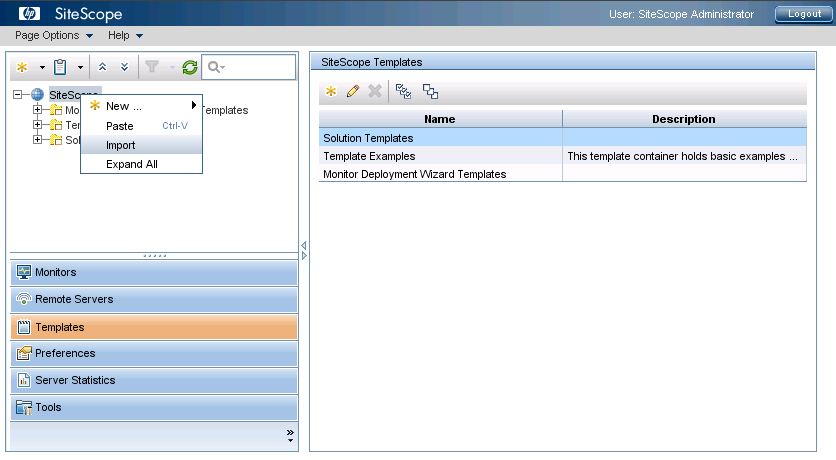 hp SiteScope User: SiteScope Administrator Logout
Page Options Help
SiteScope Templates
SiteScope
New ...
Mo Templates
Tem
Paste Ctrl-V
Sol
Import
Expand All
Name Description
Solution Templates
Template Examples This template container holds basic examples ...
Monitor Deployment Wizard Templates
Monitors
Remote Servers
Templates
Preferences
Server Statistics
Tools